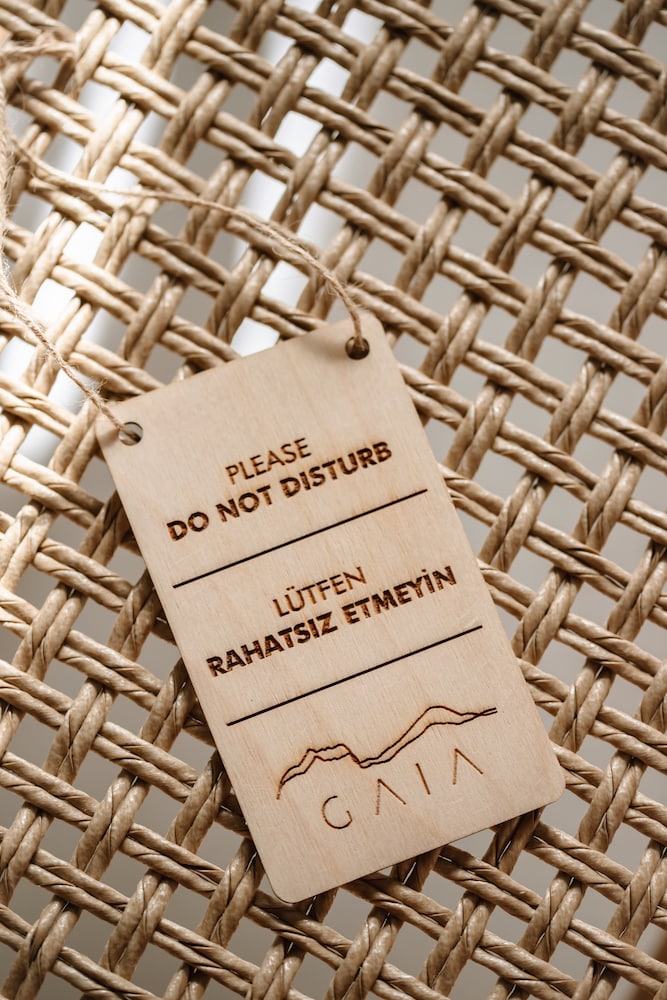 PLEASE
DO NOT DISTURB
LÜTFEN
RAHATSIZ ETMEYİN
GAIA